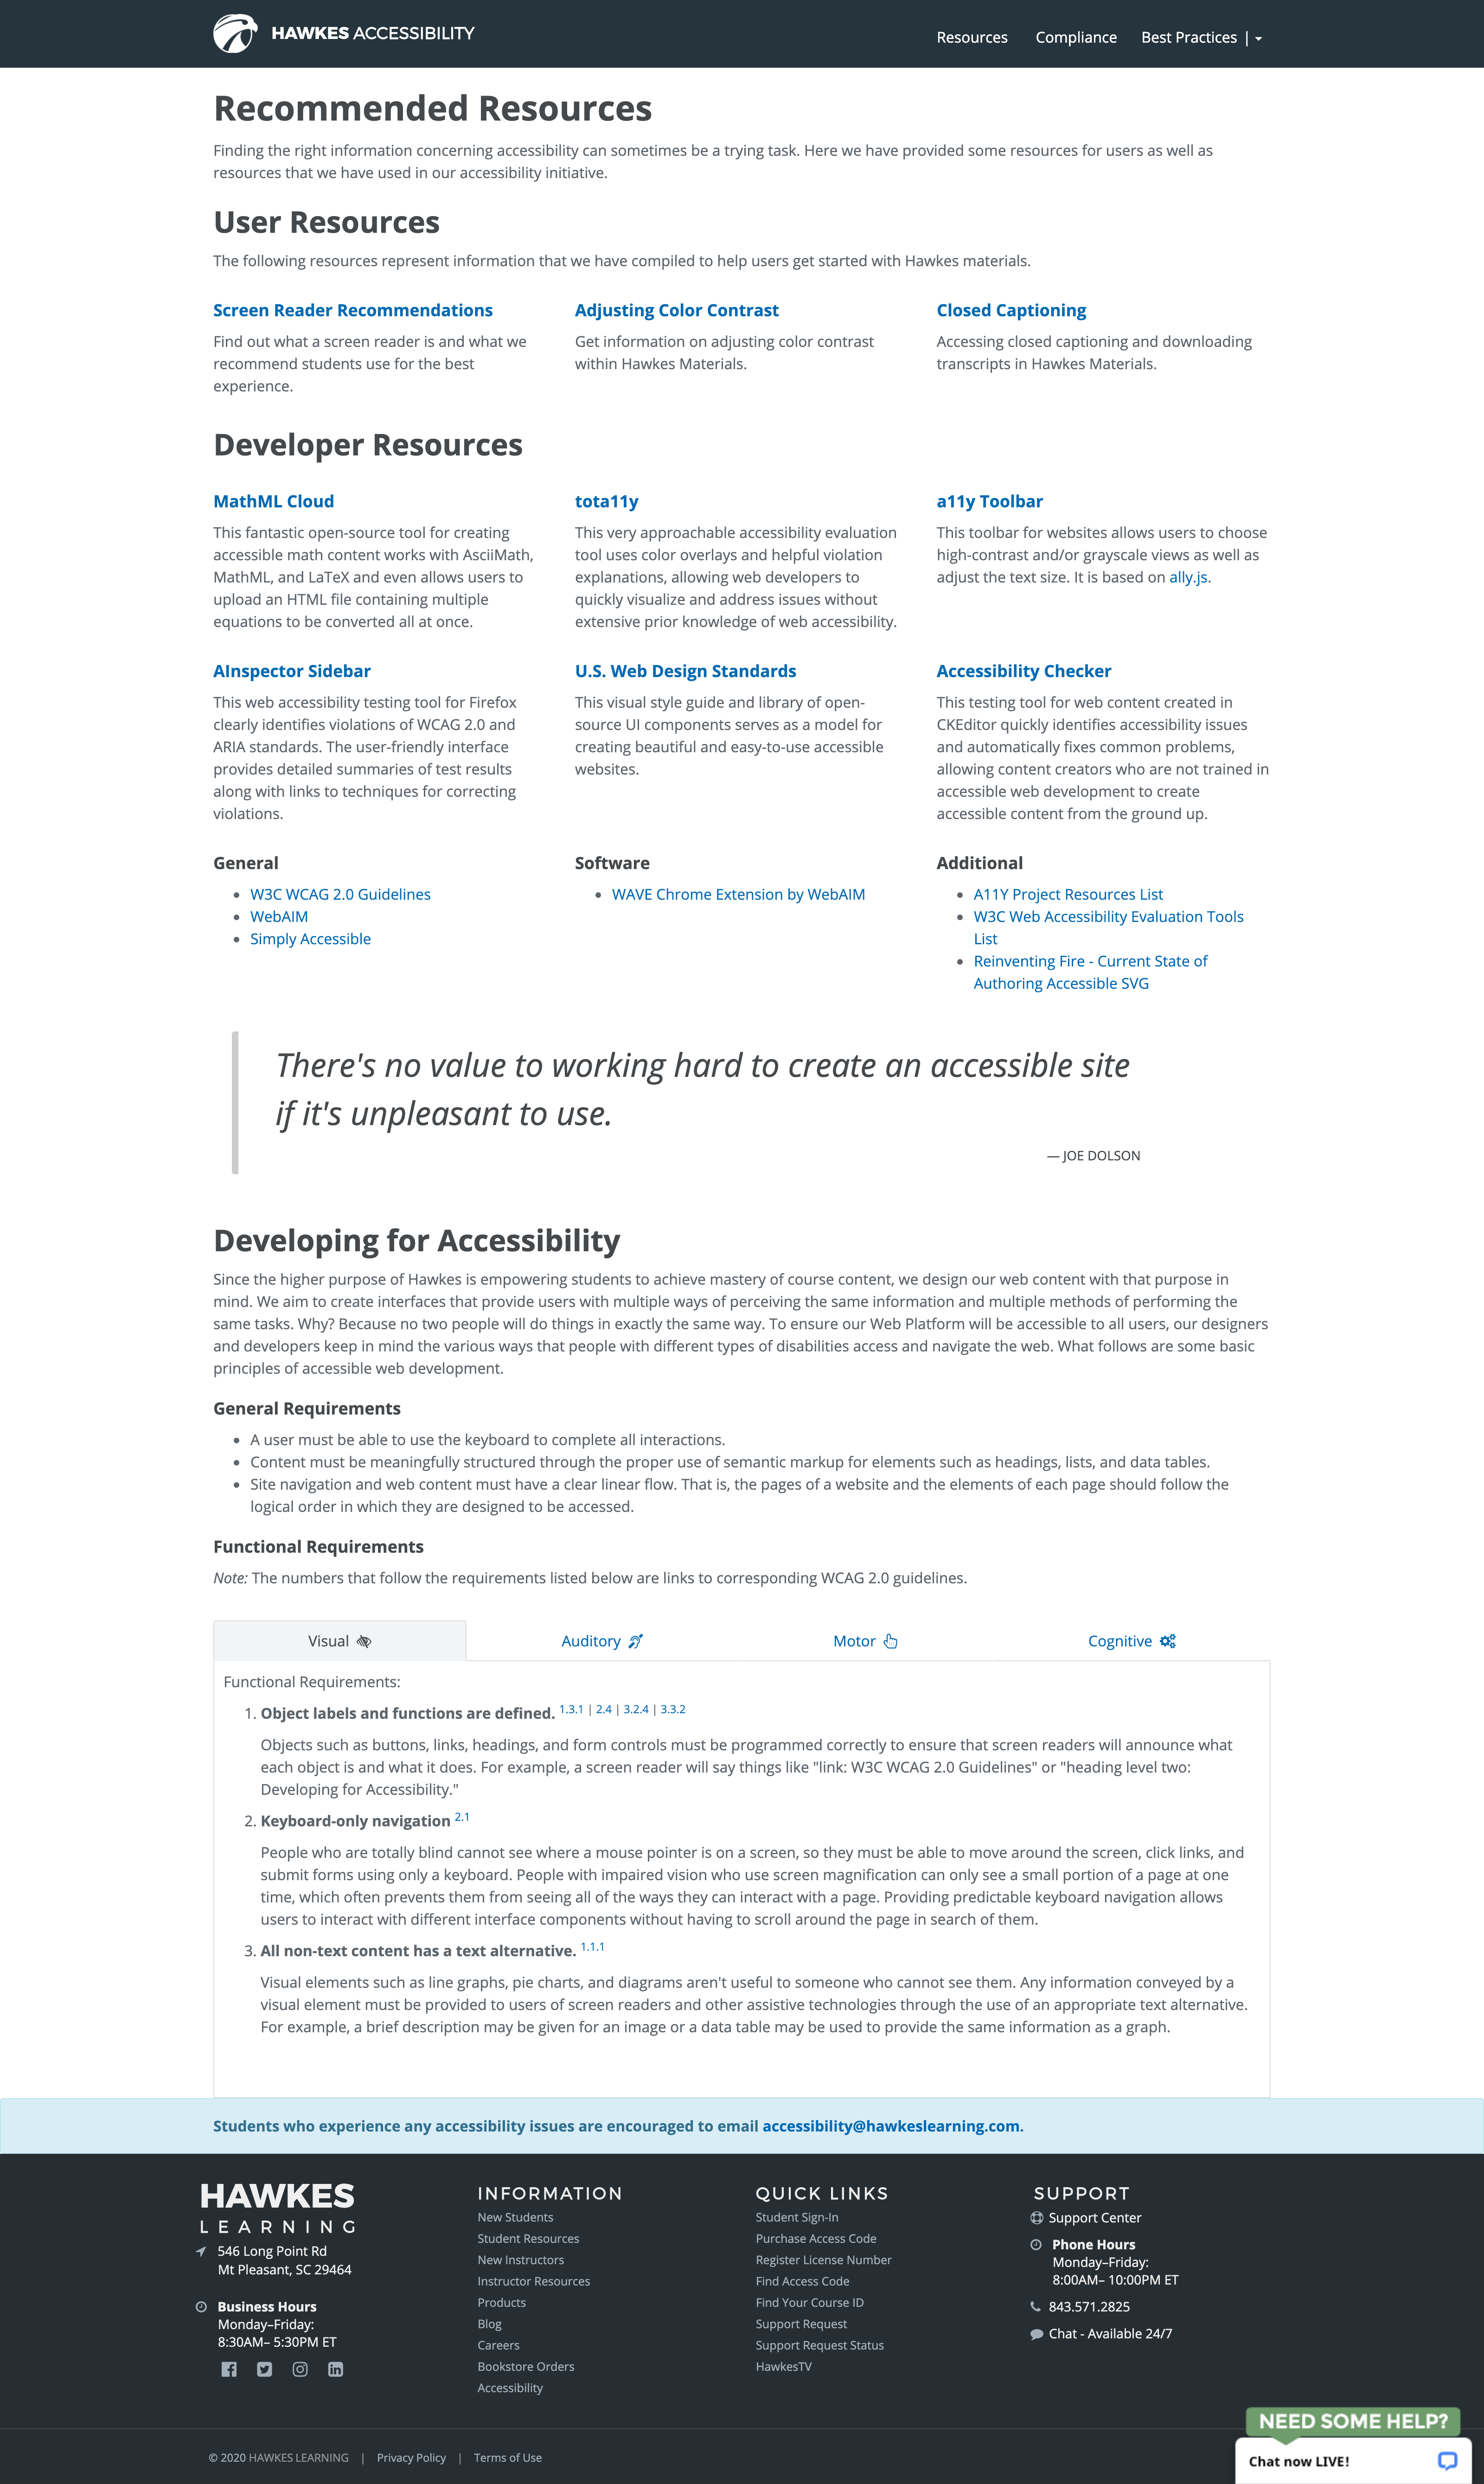 HAWKES ACCESSIBILITY
Resources Compliance Best Practices |
Recommended Resources
Finding the right information concerning accessibility can sometimes be a trying task. Here we have provided some resources for users as well as
resources that we have used in our accessibility initiative.
User Resources
The following resources represent information that we have compiled to help users get started with Hawkes materials.
Screen Reader Recommendations
Find out what a screen reader is and what we
recommend students use for the best
experience.
Adjusting Color Contrast
Get information on adjusting color contrast
within Hawkes Materials.
Closed Captioning
Accessing closed captioning and downloading
transcripts in Hawkes Materials.
Developer Resources
MathML Cloud
This fantastic open-source tool for creating
accessible math content works with AsciiMath,
MathML, and LaTeX and even allows users to
upload an HTML file containing multiple
equations to be converted all at once.
tota11y
This very approachable accessibility evaluation
tool uses color overlays and helpful violation
explanations, allowing web developers to
quickly visualize and address issues without
extensive prior knowledge of web accessibility.
a11y Toolbar
This toolbar for websites allows users to choose
high-contrast and/or grayscale views as well as
adjust the text size. It is based on ally.js.
AInspector Sidebar
This web accessibility testing tool for Firefox
clearly identifies violations of WCAG 2.0 and
ARIA standards. The user-friendly interface
provides detailed summaries of test results
along with links to techniques for correcting
violations.
U.S. Web Design Standards
This visual style guide and library of open-
source UI components serves as a model for
creating beautiful and easy-to-use accessible
websites.
Accessibility Checker
This testing tool for web content created in
CKEditor quickly identifies accessibility issues
and automatically fixes common problems,
allowing content creators who are not trained in
accessible web development to create
accessible content from the ground up.
General
• W3C WCAG 2.0 Guidelines
• WebAIM
• Simply Accessible
Software
• WAVE Chrome Extension by WebAIM
Additional
• A11Y Project Resources List
• W3C Web Accessibility Evaluation Tools
List
• Reinventing Fire - Current State of
Authoring Accessible SVG
There's no value to working hard to create an accessible site
if it's unpleasant to use.
— JOE DOLSON
Developing for Accessibility
Since the higher purpose of Hawkes is empowering students to achieve mastery of course content, we design our web content with that purpose in
mind. We aim to create interfaces that provide users with multiple ways of perceiving the same information and multiple methods of performing the
same tasks. Why? Because no two people will do things in exactly the same way. To ensure our Web Platform will be accessible to all users, our designers
and developers keep in mind the various ways that people with different types of disabilities access and navigate the web. What follows are some basic
principles of accessible web development.
General Requirements
• A user must be able to use the keyboard to complete all interactions.
• Content must be meaningfully structured through the proper use of semantic markup for elements such as headings, lists, and data tables.
• Site navigation and web content must have a clear linear flow. That is, the pages of a website and the elements of each page should follow the
logical order in which they are designed to be accessed.
Functional Requirements
Note: The numbers that follow the requirements listed below are links to corresponding WCAG 2.0 guidelines.
Visual Auditory Motor Cognitive
Functional Requirements:
1. Object labels and functions are defined. 1.3.1 | 2.4 | 3.2.4 | 3.3.2
Objects such as buttons, links, headings, and form controls must be programmed correctly to ensure that screen readers will announce what
each object is and what it does. For example, a screen reader will say things like "link: W3C WCAG 2.0 Guidelines" or "heading level two:
Developing for Accessibility."
2. Keyboard-only navigation 2.1
People who are totally blind cannot see where a mouse pointer is on a screen, so they must be able to move around the screen, click links, and
submit forms using only a keyboard. People with impaired vision who use screen magnification can only see a small portion of a page at one
time, which often prevents them from seeing all of the ways they can interact with a page. Providing predictable keyboard navigation allows
users to interact with different interface components without having to scroll around the page in search of them.
3. All non-text content has a text alternative. 1.1.1
Visual elements such as line graphs, pie charts, and diagrams aren't useful to someone who cannot see them. Any information conveyed by a
visual element must be provided to users of screen readers and other assistive technologies through the use of an appropriate text alternative.
For example, a brief description may be given for an image or a data table may be used to provide the same information as a graph.
Students who experience any accessibility issues are encouraged to email accessibility@hawkeslearning.com.
HAWKES
LEARNING
546 Long Point Rd
Mt Pleasant, SC 29464
Business Hours
Monday–Friday:
8:30AM– 5:30PM ET
INFORMATION
New Students
Student Resources
New Instructors
Instructor Resources
Products
Blog
Careers
Bookstore Orders
Accessibility
QUICK LINKS
Student Sign-In
Purchase Access Code
Register License Number
Find Access Code
Find Your Course ID
Support Request
Support Request Status
HawkesTV
SUPPORT
Support Center
Phone Hours
Monday–Friday:
8:00AM– 10:00PM ET
843.571.2825
Chat - Available 24/7
© 2020 HAWKES LEARNING | Privacy Policy | Terms of Use
NEED SOME HELP?
Chat now LIVE!